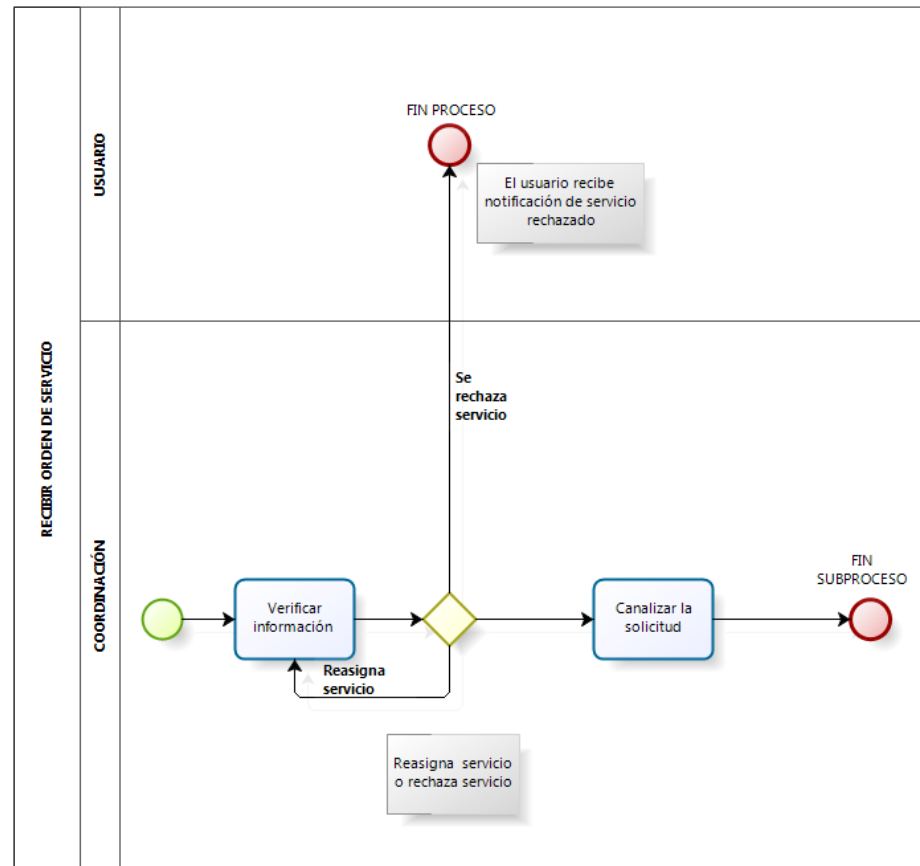 RECIBIR ORDEN DE SERVICIO
USUARIO
FIN PROCESO
El usuario recibe
notificación de servicio
rechazado
COORDINACIÓN
Se
rechaza
servicio
Verificar
información
Reasigna
servicio
Canalizar la
solicitud
FIN
SUBPROCESO
Reasigna servicio
o rechaza servicio